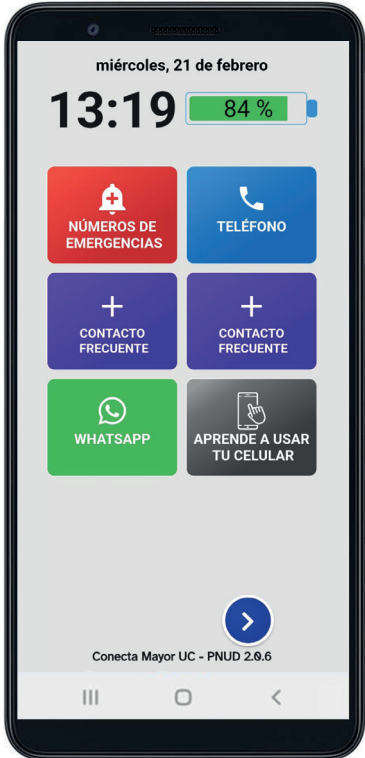 miércoles, 21 de febrero
13:19
84 %
NÚMEROS DE
EMERGENCIAS
TELÉFONO
CONTACTO
FRECUENTE
CONTACTO
FRECUENTE
WHATSAPP
APRENDE A USAR
TU CELULAR
Conecta Mayor UC - PNUD 2.0.6